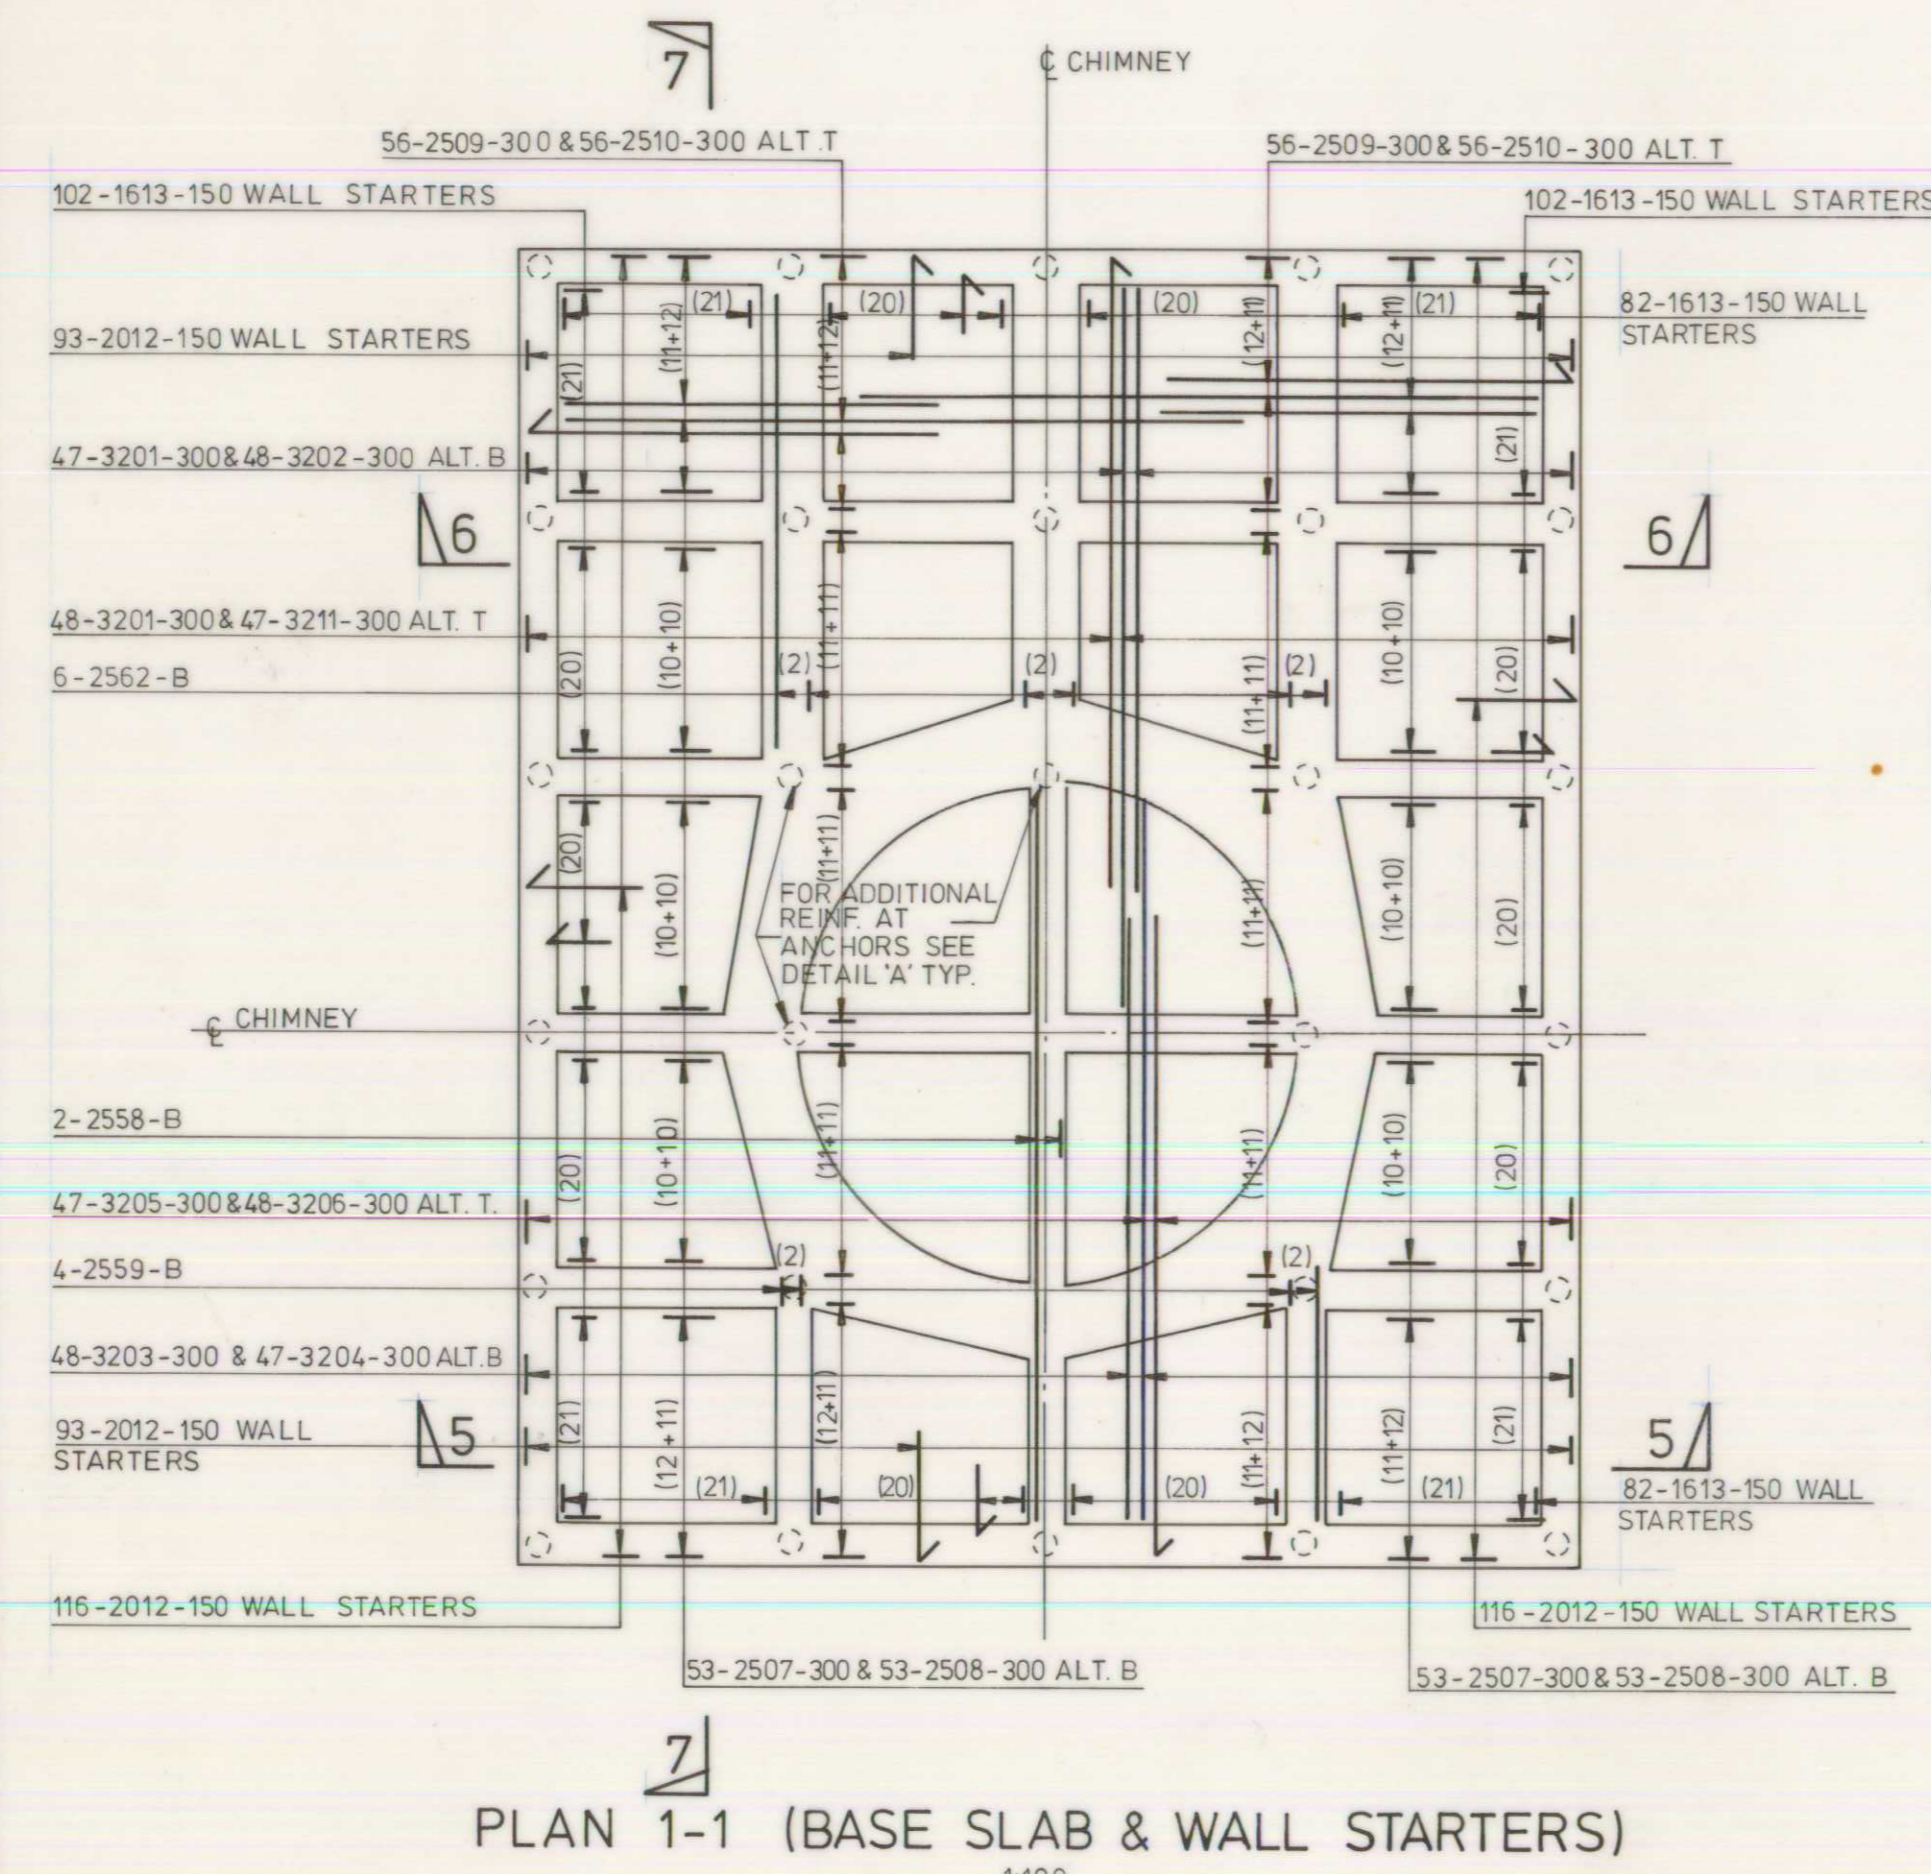 7
℄ CHIMNEY
56-2509-300 & 56-2510-300 ALT .T
56-2509-300 & 56-2510-300 ALT. T
102-1613-150 WALL STARTERS
102-1613-150 WALL STARTERS
(21)
(20)
(20)
(21)
82-1613-150 WALL
STARTERS
93-2012-150 WALL STARTERS
(21)
(11+12)
(11+12)
(12+11)
(12+11)
(21)
47-3201-300 & 48-3202-300 ALT. B
6
6
48-3201-300 & 47-3211-300 ALT. T
(20)
(10+10)
(11+11)
(11+11)
(10+10)
(20)
6-2562-B
(2)
(2)
(2)
(20)
(10+10)
(11+11)
(11+11)
(10+10)
(20)
FOR ADDITIONAL
REINF. AT
ANCHORS SEE
DETAIL 'A' TYP.
℄ CHIMNEY
2-2558-B
(20)
(10+10)
(11+11)
(11+11)
(10+10)
(20)
47-3205-300 & 48-3206-300 ALT. T.
(2)
(2)
4-2559-B
48-3203-300 & 47-3204-300 ALT.B
93-2012-150 WALL
STARTERS
5
5
(21)
(12+11)
(12+11)
(11+12)
(11+12)
(21)
(21)
(20)
(20)
(21)
82-1613-150 WALL
STARTERS
116-2012-150 WALL STARTERS
116-2012-150 WALL STARTERS
53-2507-300 & 53-2508-300 ALT. B
53-2507-300 & 53-2508-300 ALT. B
7
PLAN 1-1 (BASE SLAB & WALL STARTERS)